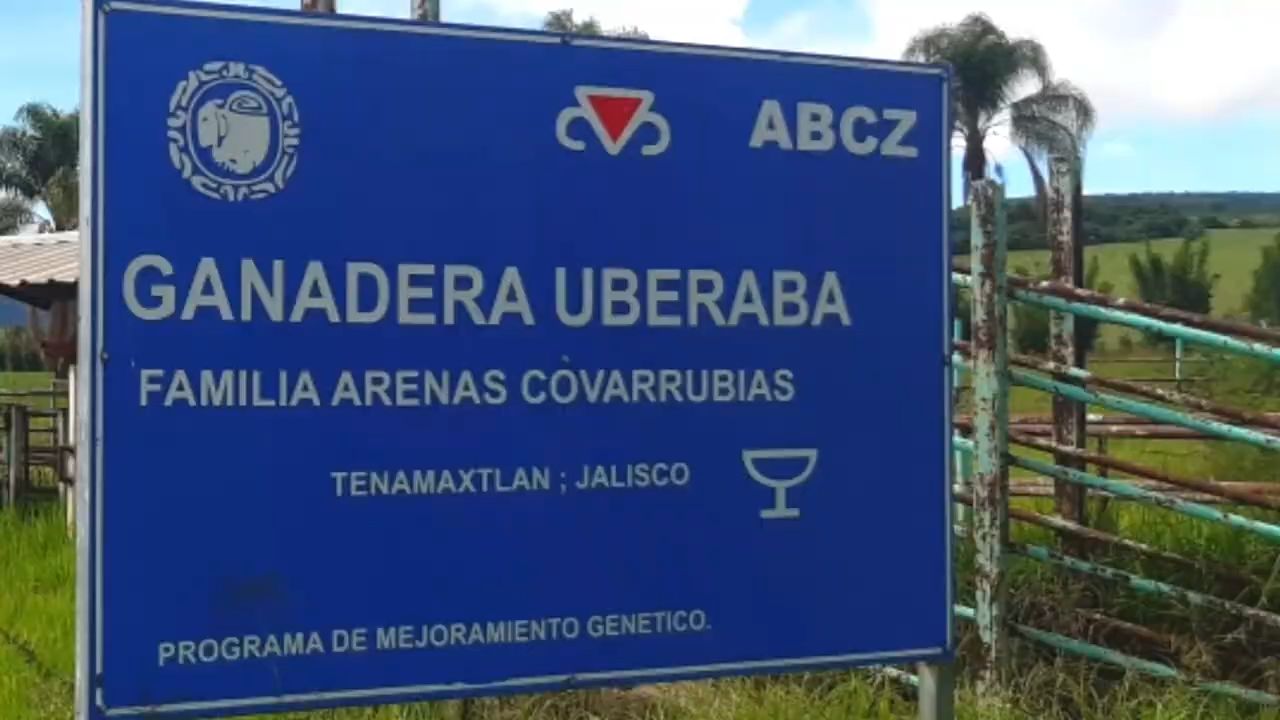 ABCZ
GANADERA UBERABA
FAMILIA ARENAS COVARRUBIAS
TENAMAXTLAN ; JALISCO
PROGRAMA DE MEJORAMIENTO GENETICO.